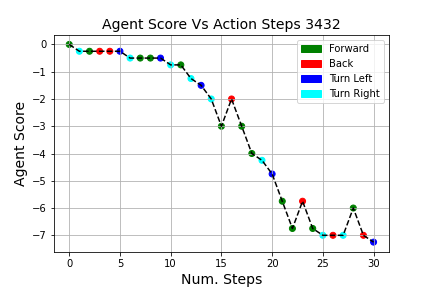 Agent Score Vs Action Steps 3432
Forward
Back
Turn Left
Turn Right
Agent Score
0
−1
−2
−3
−4
−5
−6
−7
0 5 10 15 20 25 30
Num. Steps